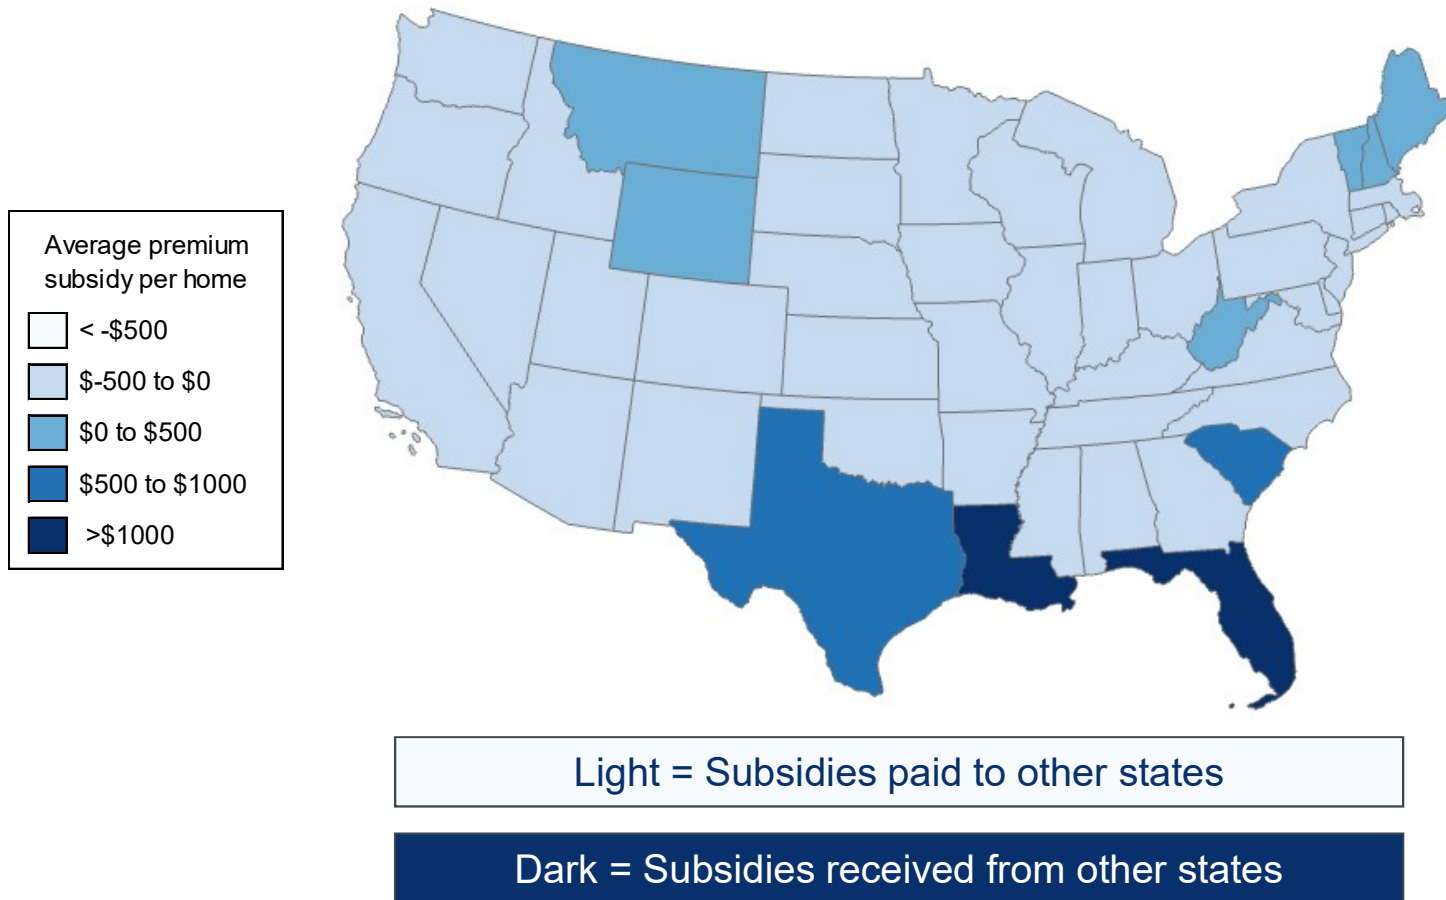 Average premium
subsidy per home
< -$500
$-500 to $0
$0 to $500
$500 to $1000
>$1000
Light = Subsidies paid to other states
Dark = Subsidies received from other states